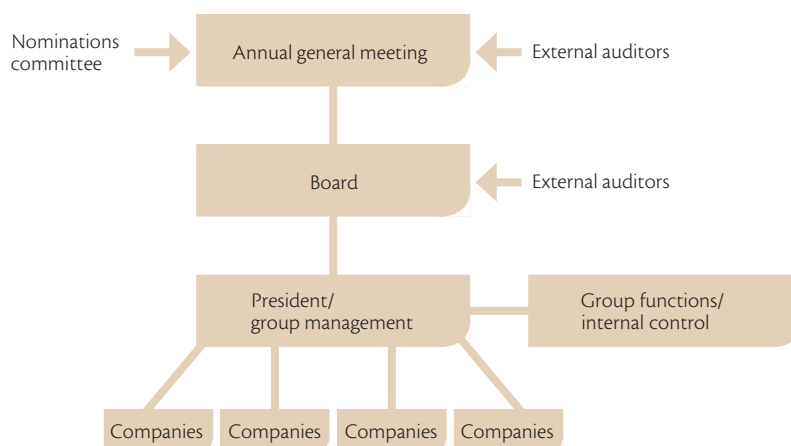 Nominations
committee
Annual general meeting
External auditors
Board
External auditors
President/
group management
Group functions/
internal control
Companies
Companies
Companies
Companies